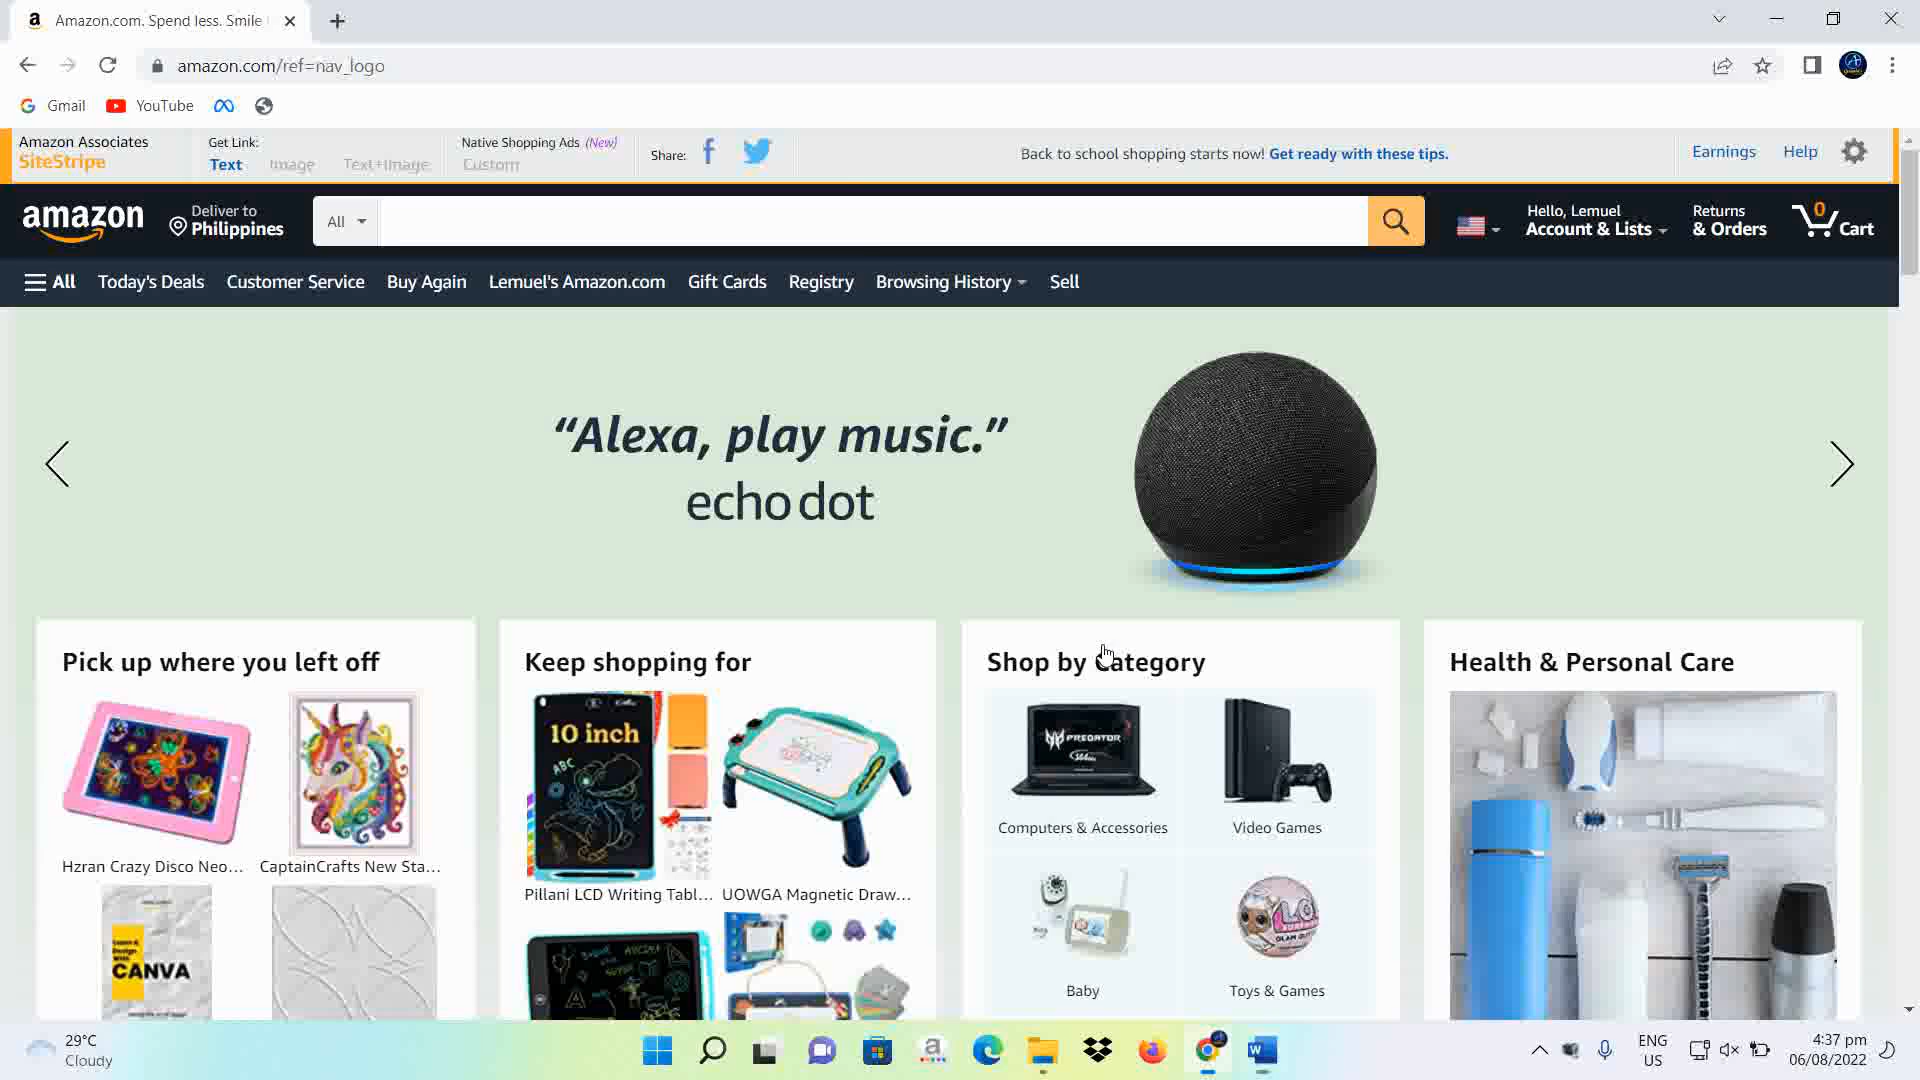 Amazon.com. Spend less. Smile
amazon.com/ref=nav_logo
Gmail YouTube
Amazon Associates
SiteStripe
Get Link:
Text Image Text+Image
Native Shopping Ads (New)
Custom
Share:
Back to school shopping starts now! Get ready with these tips.
Earnings Help
amazon
Deliver to
Philippines
All
Hello, Lemuel
Account & Lists
Returns
& Orders
0
Cart
All Today's Deals Customer Service Buy Again Lemuel's Amazon.com Gift Cards Registry Browsing History Sell
“Alexa, play music.”
echo dot
Pick up where you left off
Hzran Crazy Disco Neo...
CaptainCrafts New Sta...
CANVA
Keep shopping for
10 inch
ABC
Pillani LCD Writing Tabl...
UOWGA Magnetic Draw...
Shop by Category
PREDATOR
Computers & Accessories
Video Games
Baby
L.O.L.
Toys & Games
Health & Personal Care
29°C
Cloudy
ENG
US
4:37 pm
06/08/2022